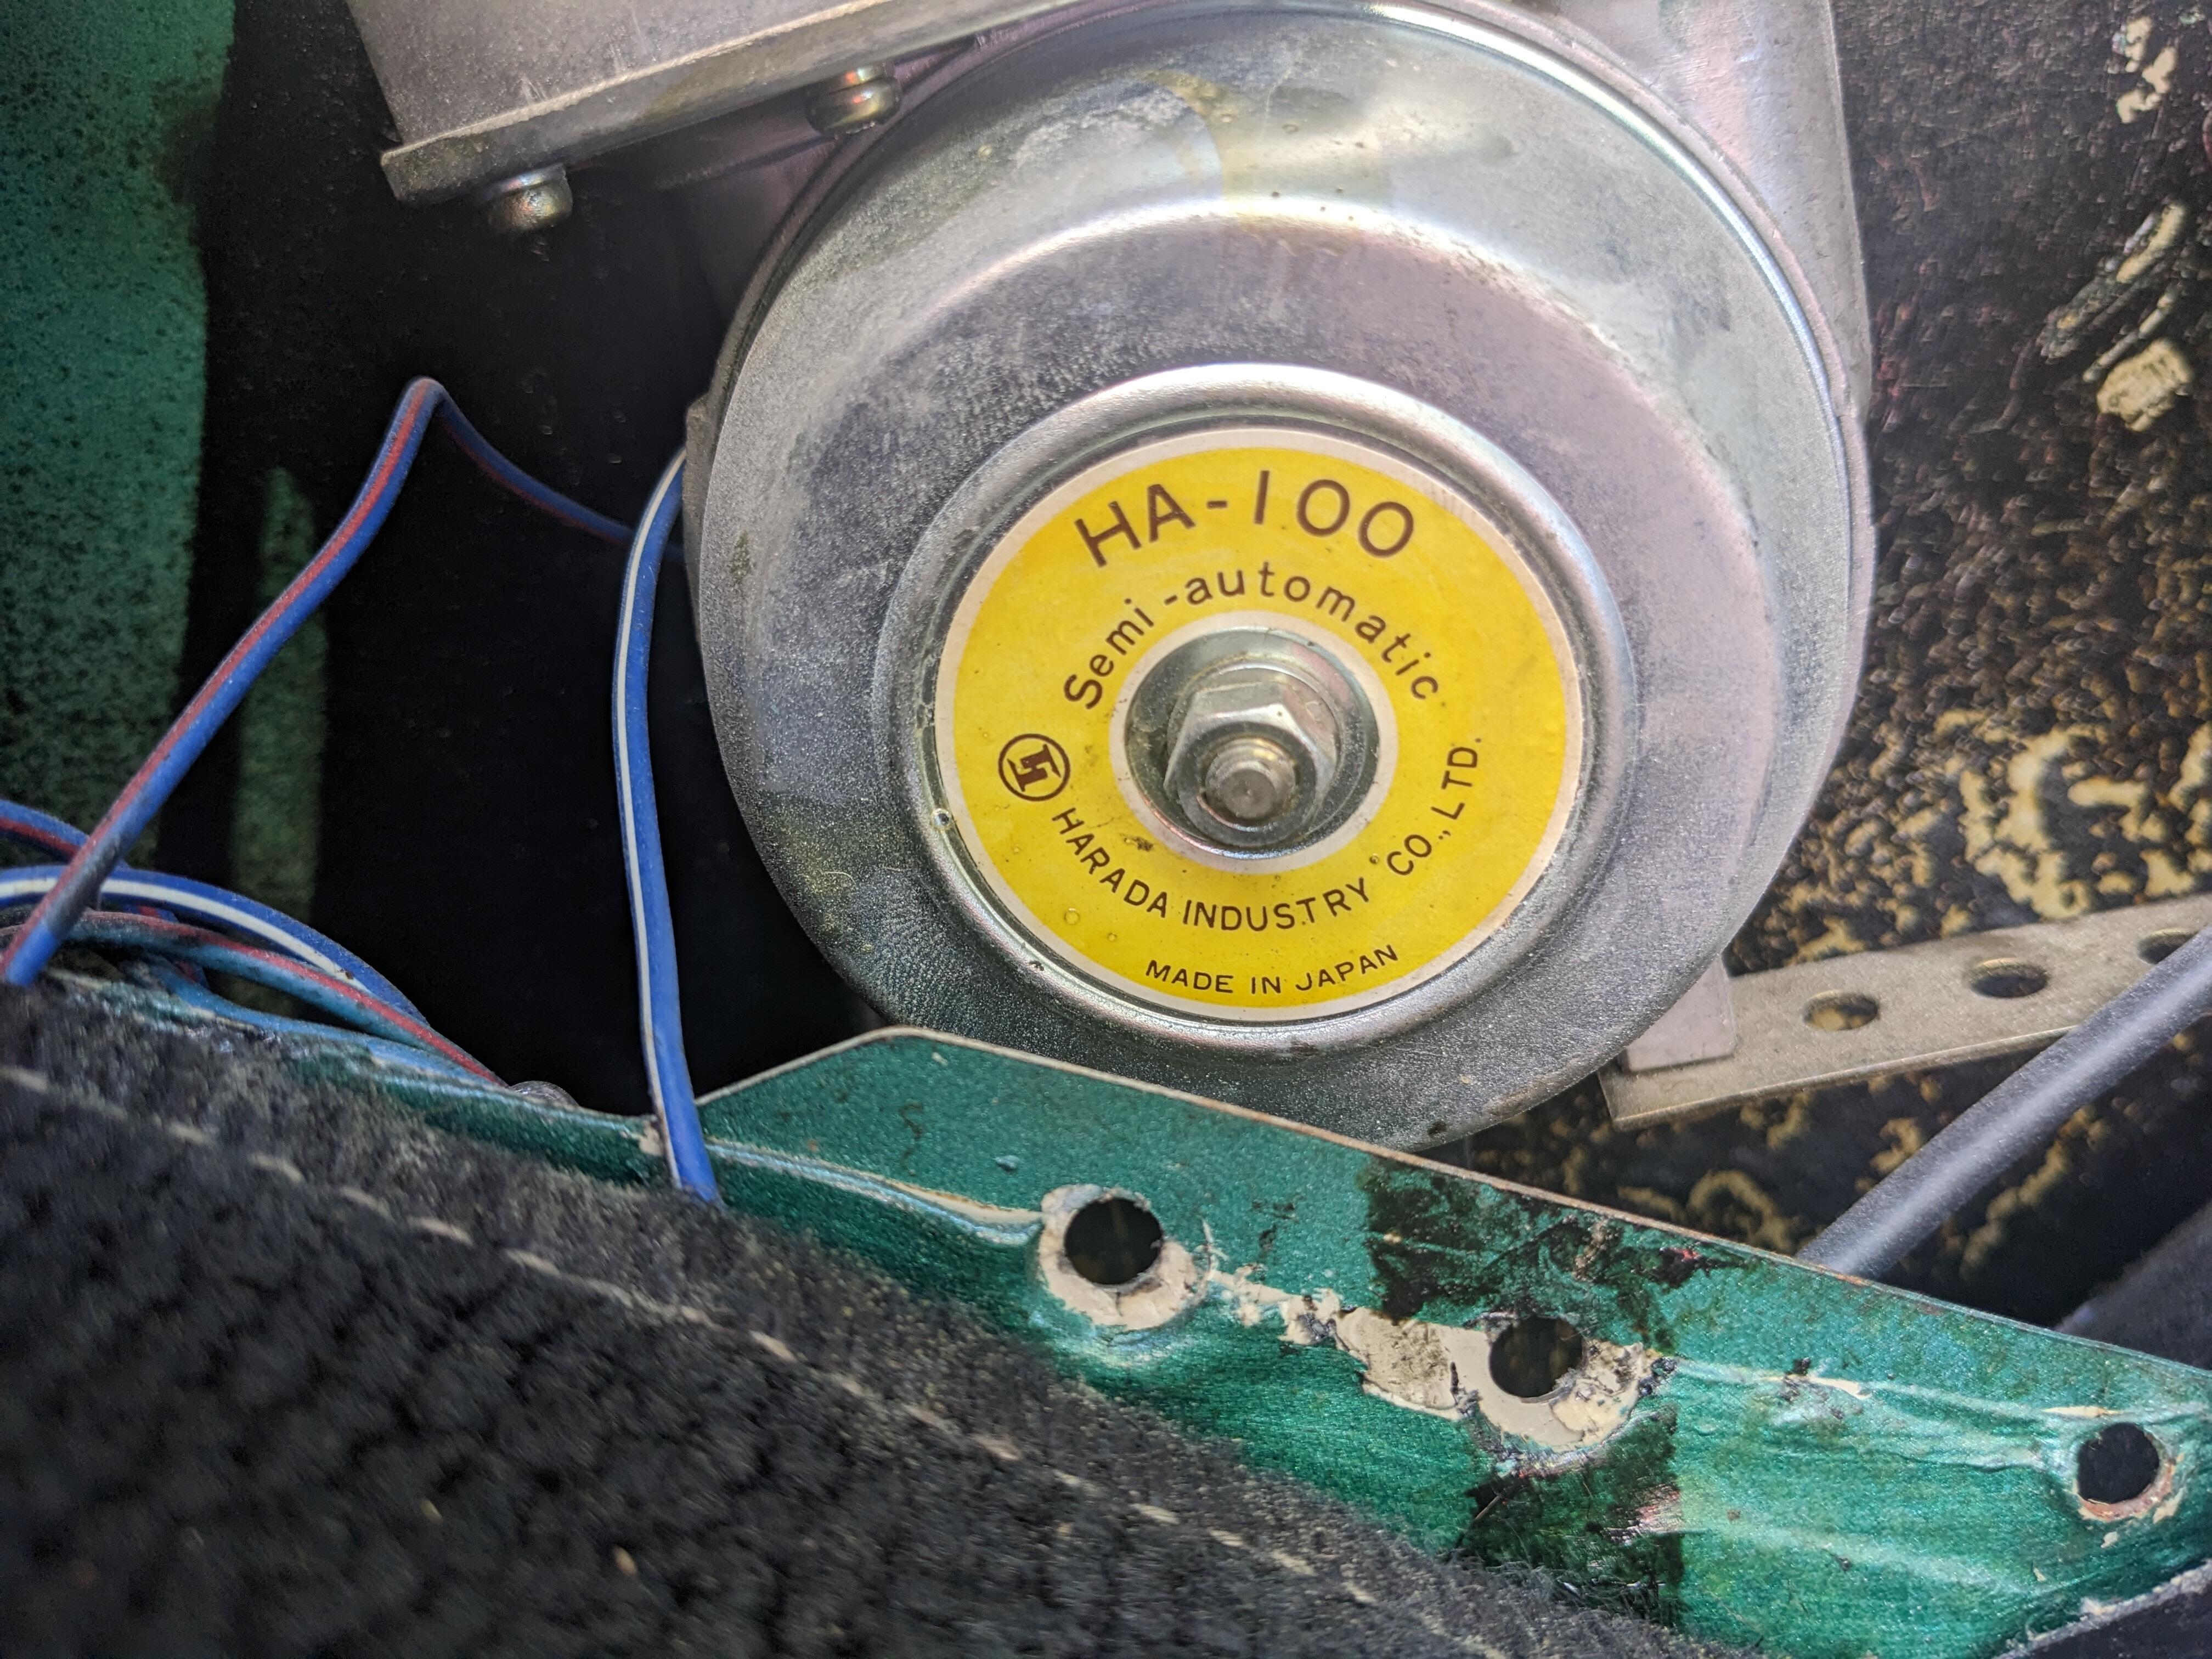 HA-100
Semi-automatic
HARADA INDUSTRY CO., LTD.
MADE IN JAPAN